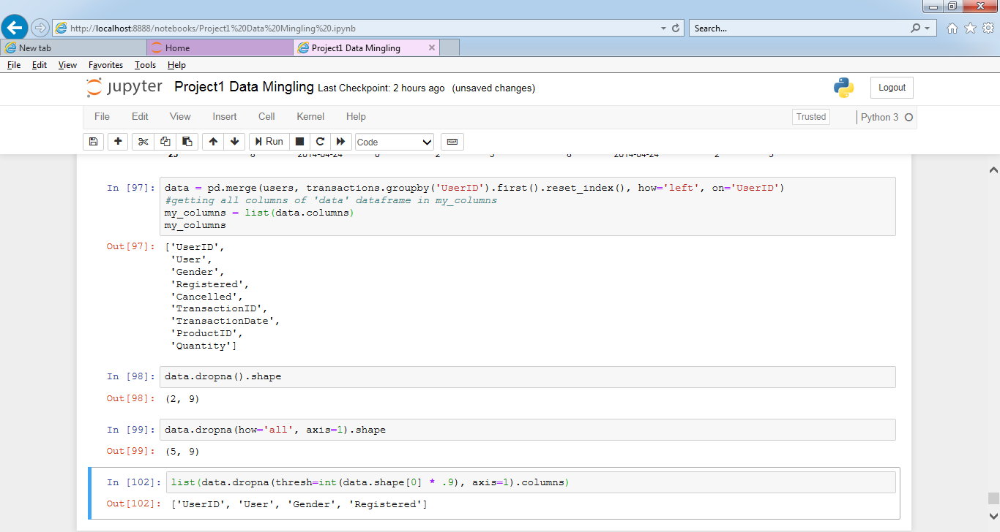 http://localhost:8888/notebooks/Project1%20Data%20Mingling%20.ipynb
Search...
New tab
Home
Project1 Data Mingling
File Edit View Favorites Tools Help
jupyter Project1 Data Mingling Last Checkpoint: 2 hours ago (unsaved changes)
Logout
File Edit View Insert Cell Kernel Help
Trusted
Python 3
Run
Code
In [97]: data = pd.merge(users, transactions.groupby('UserID').first().reset_index(), how='left', on='UserID')
#getting all columns of 'data' dataframe in my_columns
my_columns = list(data.columns)
my_columns
Out[97]: ['UserID',
'User',
'Gender',
'Registered',
'Cancelled',
'TransactionID',
'TransactionDate',
'ProductID',
'Quantity']
In [98]: data.dropna().shape
Out[98]: (2, 9)
In [99]: data.dropna(how='all', axis=1).shape
Out[99]: (5, 9)
In [102]: list(data.dropna(thresh=int(data.shape[0] * .9), axis=1).columns)
Out[102]: ['UserID', 'User', 'Gender', 'Registered']